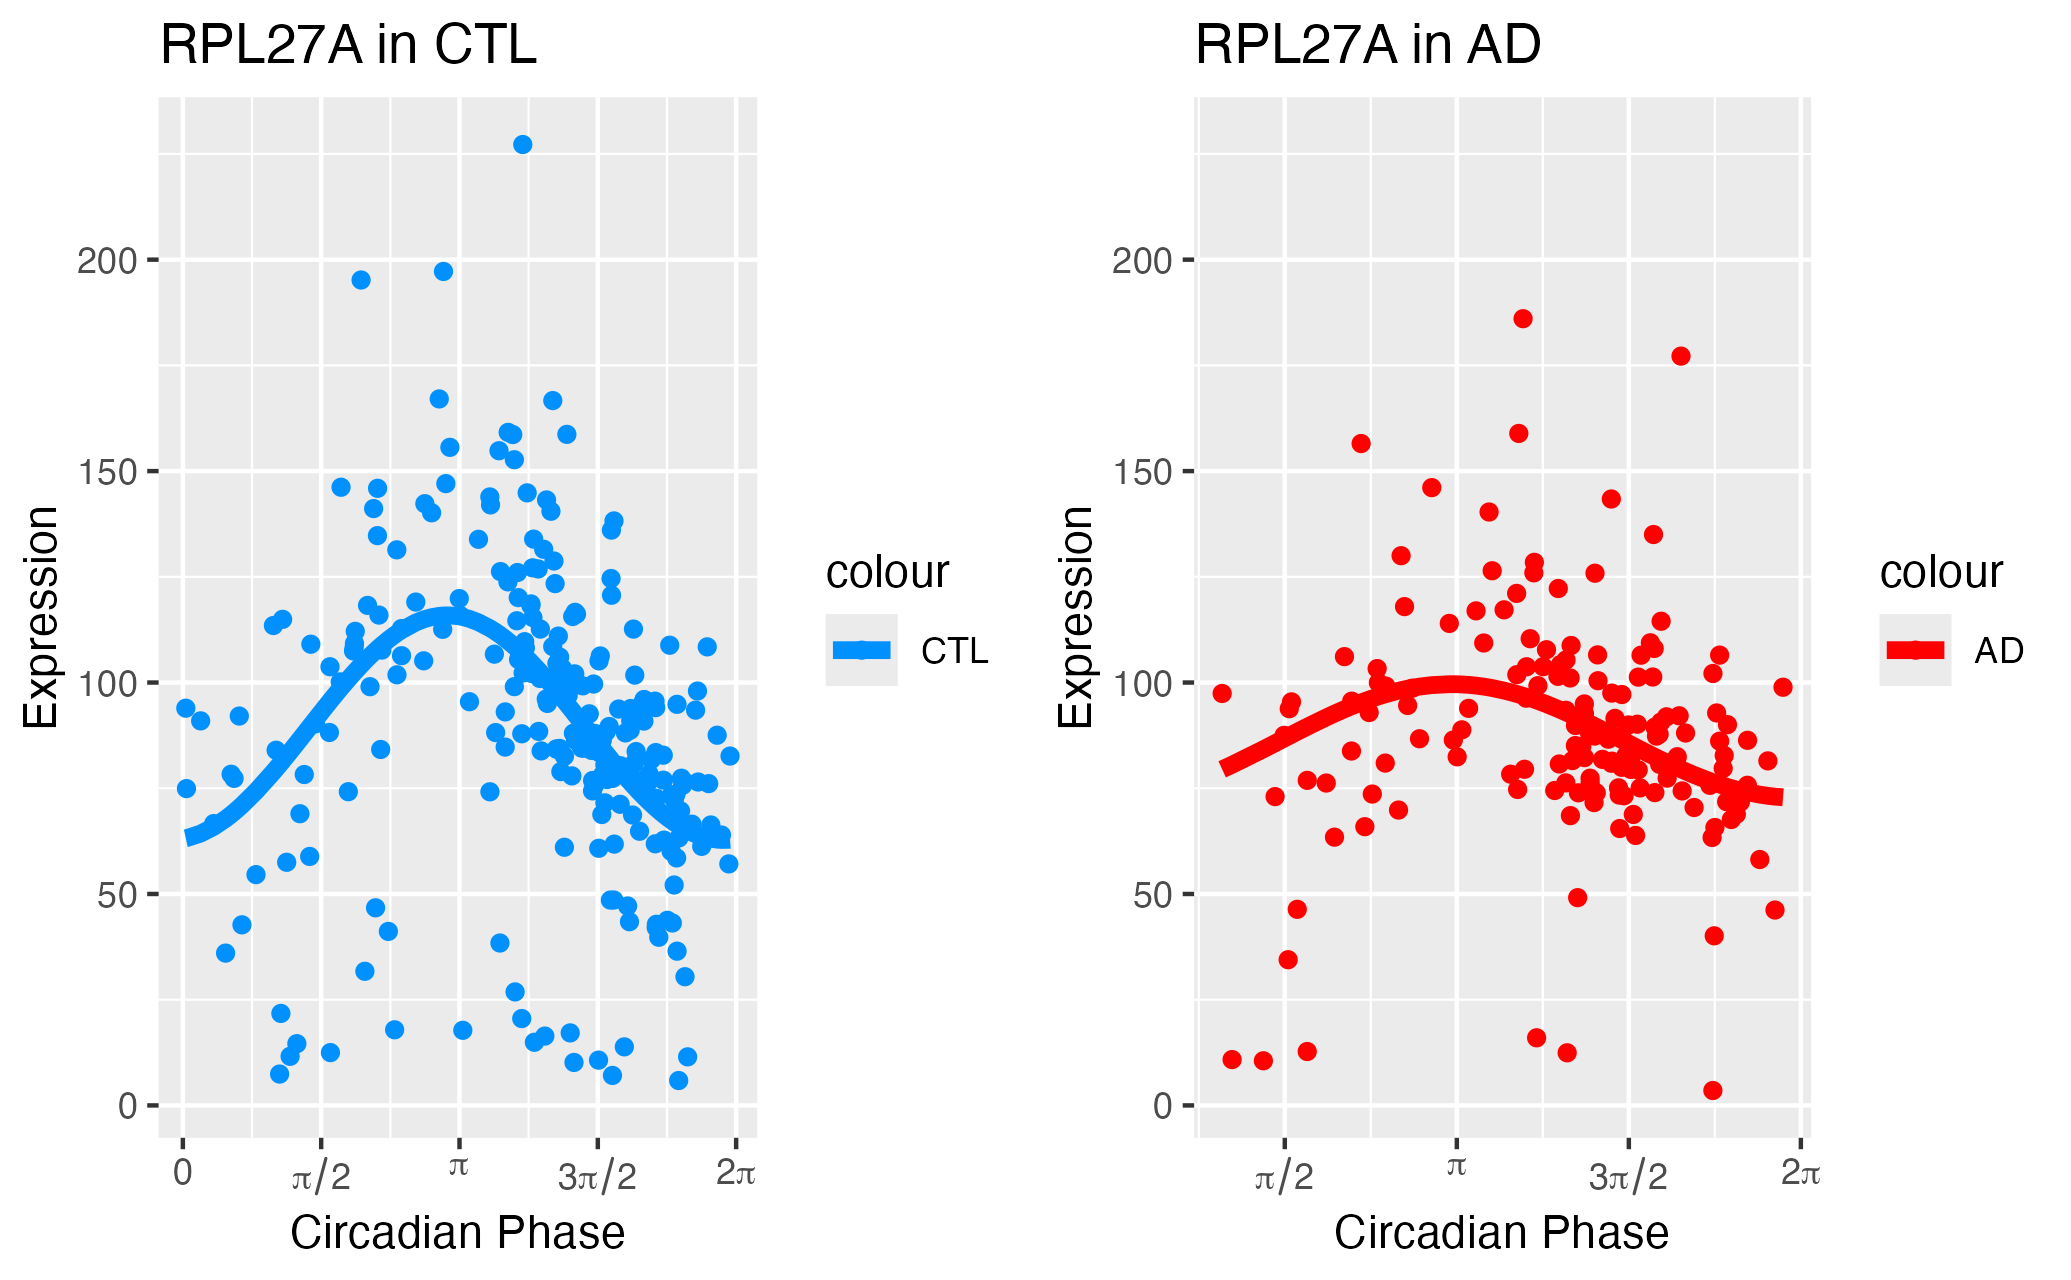 RPL27A in CTL
Expression
200
150
100
50
0
0
π/2
π
3π/2
2π
Circadian Phase
colour
CTL
RPL27A in AD
Expression
200
150
100
50
0
π/2
π
3π/2
2π
Circadian Phase
colour
AD